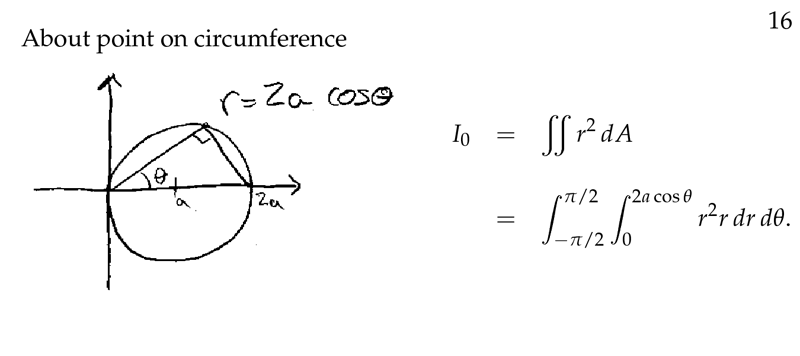 16
About point on circumference
r=2a cosθ
θ
a
2a
I₀ = ∬ r² dA
= ∫_{-π/2}^{π/2} ∫_0^{2a cos θ} r² r dr dθ.